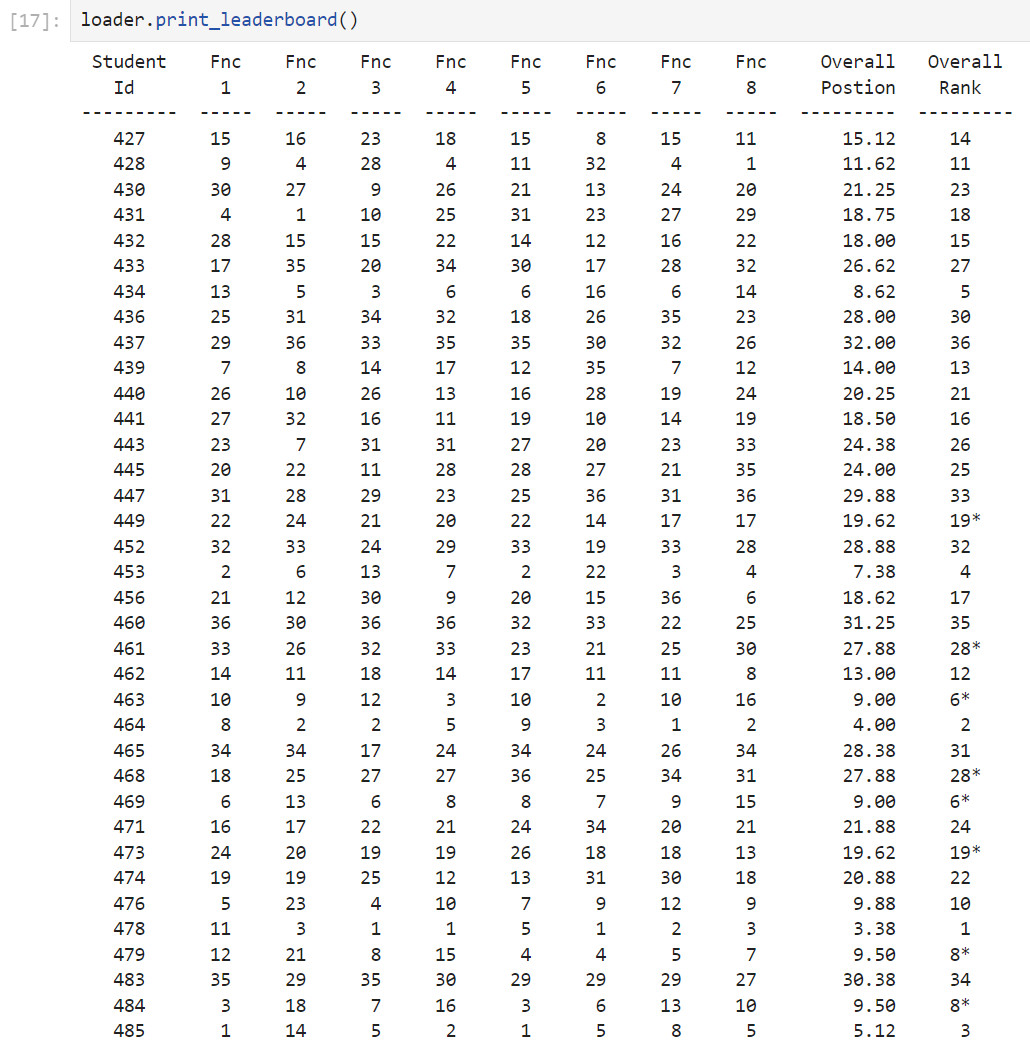 [17]: loader.print_leaderboard()
Student Fnc Fnc Fnc Fnc Fnc Fnc Fnc Fnc Overall Overall
Id 1 2 3 4 5 6 7 8 Postion Rank
--------- ----- ----- ----- ----- ----- ----- ----- ----- --------- ---------
427 15 16 23 18 15 8 15 11 15.12 14
428 9 4 28 4 11 32 4 1 11.62 11
430 30 27 9 26 21 13 24 20 21.25 23
431 4 1 10 25 31 23 27 29 18.75 18
432 28 15 15 22 14 12 16 22 18.00 15
433 17 35 20 34 30 17 28 32 26.62 27
434 13 5 3 6 6 16 6 14 8.62 5
436 25 31 34 32 18 26 35 23 28.00 30
437 29 36 33 35 35 30 32 26 32.00 36
439 7 8 14 17 12 35 7 12 14.00 13
440 26 10 26 13 16 28 19 24 20.25 21
441 27 32 16 11 19 10 14 19 18.50 16
443 23 7 31 31 27 20 23 33 24.38 26
445 20 22 11 28 28 27 21 35 24.00 25
447 31 28 29 23 25 36 31 36 29.88 33
449 22 24 21 20 22 14 17 17 19.62 19*
452 32 33 24 29 33 19 33 28 28.88 32
453 2 6 13 7 2 22 3 4 7.38 4
456 21 12 30 9 20 15 36 6 18.62 17
460 36 30 36 36 32 33 22 25 31.25 35
461 33 26 32 33 23 21 25 30 27.88 28*
462 14 11 18 14 17 11 11 8 13.00 12
463 10 9 12 3 10 2 10 16 9.00 6*
464 8 2 2 5 9 3 1 2 4.00 2
465 34 34 17 24 34 24 26 34 28.38 31
468 18 25 27 27 36 25 34 31 27.88 28*
469 6 13 6 8 8 7 9 15 9.00 6*
471 16 17 22 21 24 34 20 21 21.88 24
473 24 20 19 19 26 18 18 13 19.62 19*
474 19 19 25 12 13 31 30 18 20.88 22
476 5 23 4 10 7 9 12 9 9.88 10
478 11 3 1 1 5 1 2 3 3.38 1
479 12 21 8 15 4 4 5 7 9.50 8*
483 35 29 35 30 29 29 29 27 30.38 34
484 3 18 7 16 3 6 13 10 9.50 8*
485 1 14 5 2 1 5 8 5 5.12 3